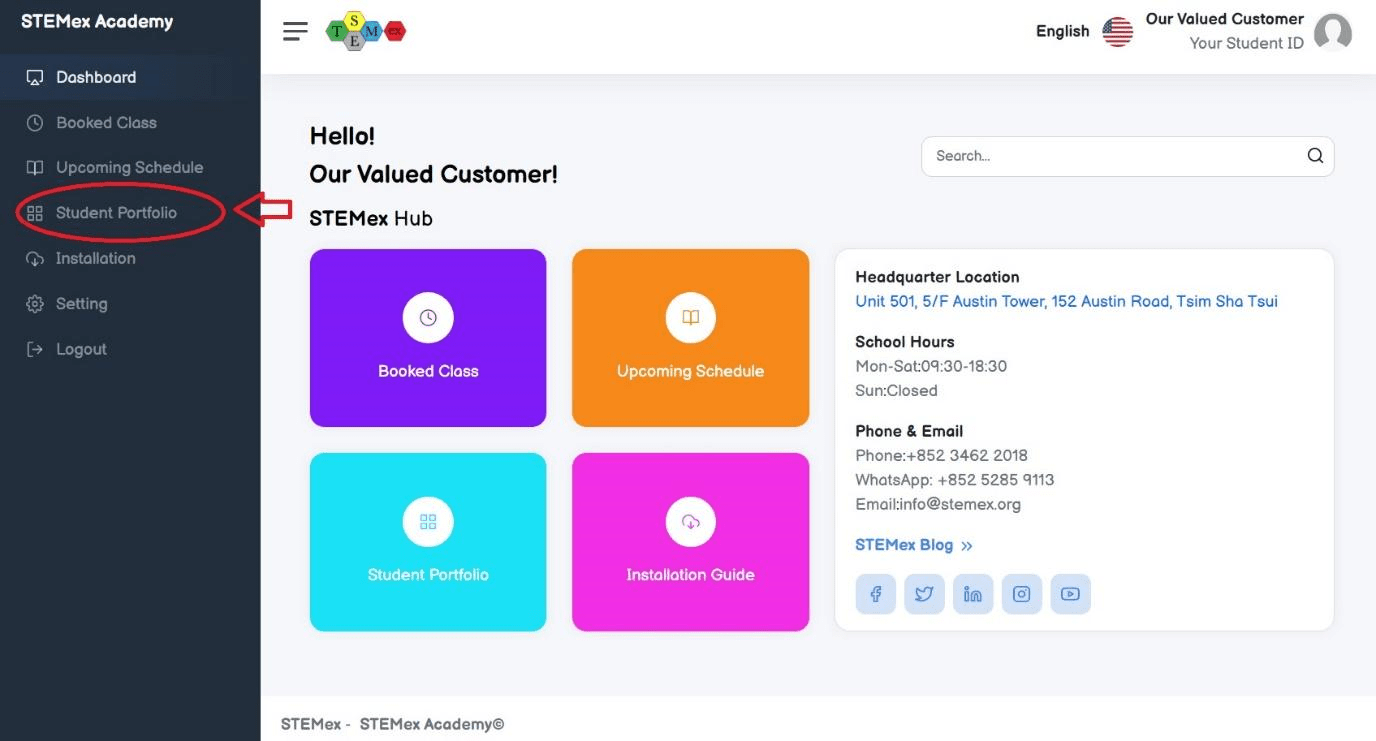 STEMex Academy
Dashboard
Booked Class
Upcoming Schedule
Student Portfolio
Installation
Setting
Logout
S
T M ex
E
English
Our Valued Customer
Your Student ID
Hello!
Our Valued Customer!
Search...
STEMex Hub
Booked Class
Upcoming Schedule
Student Portfolio
Installation Guide
Headquarter Location
Unit 501, 5/F Austin Tower, 152 Austin Road, Tsim Sha Tsui
School Hours
Mon-Sat:09:30-18:30
Sun:Closed
Phone & Email
Phone:+852 3462 2018
WhatsApp: +852 5285 9113
Email:info@stemex.org
STEMex Blog »
STEMex - STEMex Academy©